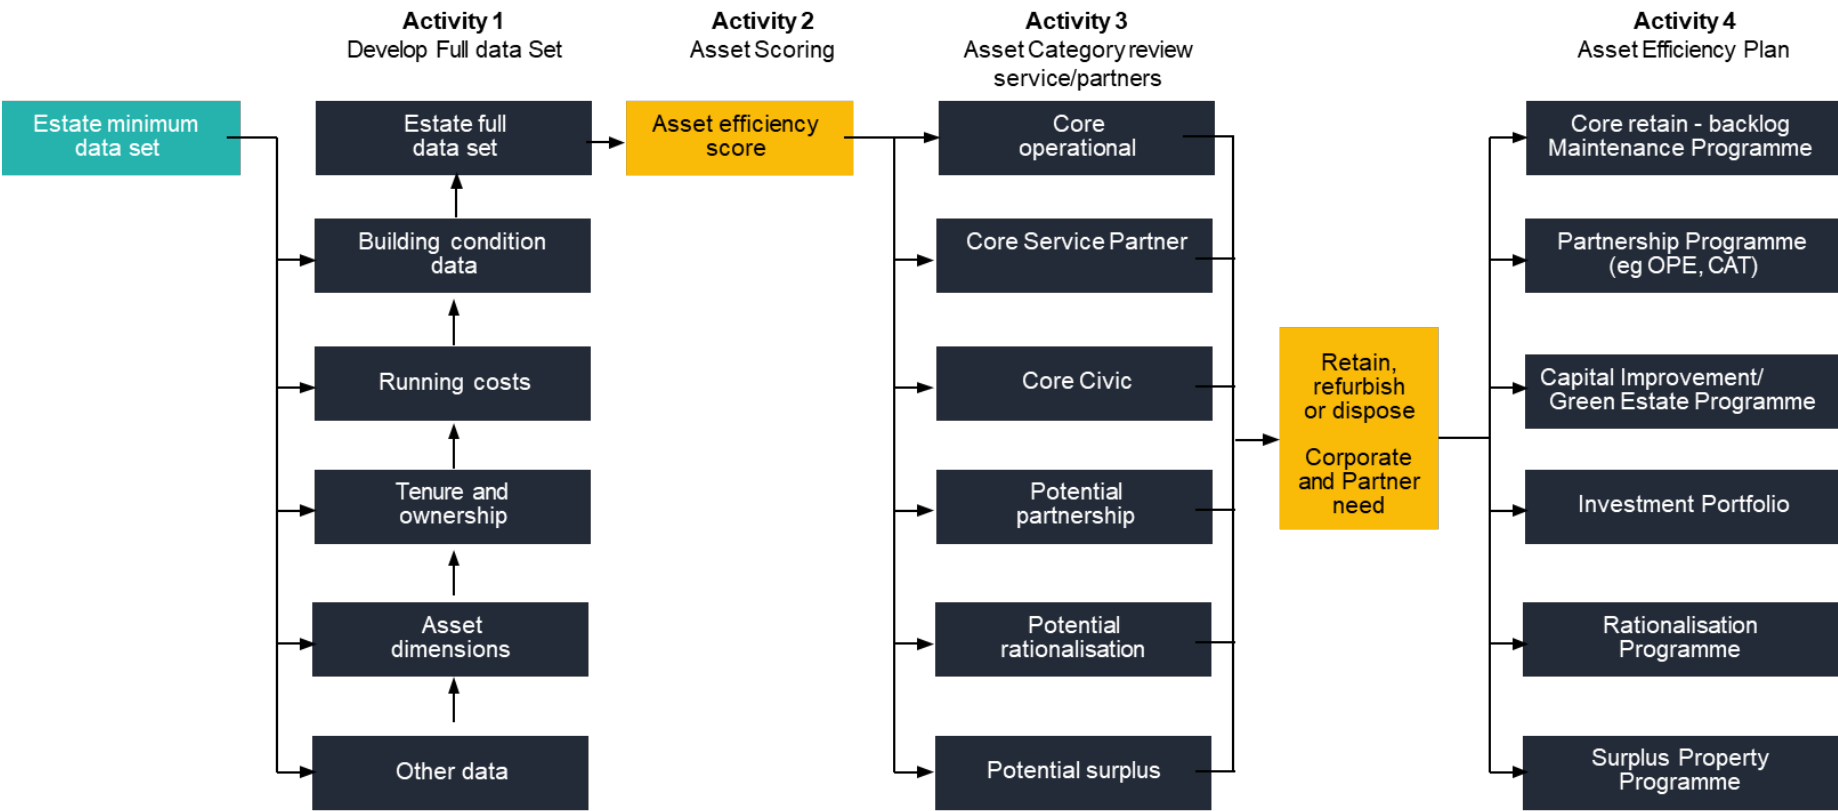 Activity 1
Develop Full data Set
Activity 2
Asset Scoring
Activity 3
Asset Category review
service/partners
Activity 4
Asset Efficiency Plan
Estate minimum
data set
Estate full
data set
Building condition
data
Running costs
Tenure and
ownership
Asset
dimensions
Other data
Asset efficiency
score
Core
operational
Core Service Partner
Core Civic
Potential
partnership
Potential
rationalisation
Potential surplus
Retain,
refurbish
or dispose
Corporate
and Partner
need
Core retain - backlog
Maintenance Programme
Partnership Programme
(eg OPE, CAT)
Capital Improvement/
Green Estate Programme
Investment Portfolio
Rationalisation
Programme
Surplus Property
Programme